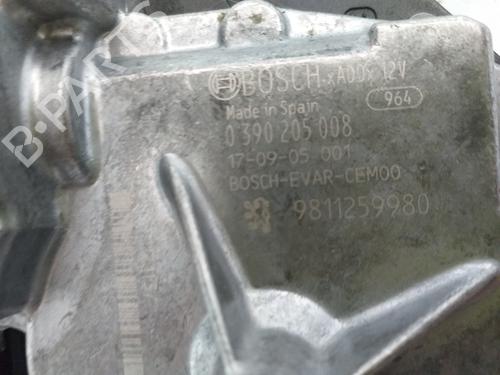 BOSCH xADDx 12V
Made in Spain
964
0 390 205 008
17-09-05 001
BOSCH-EVAR-CEM00
9811259980
B-PARTS